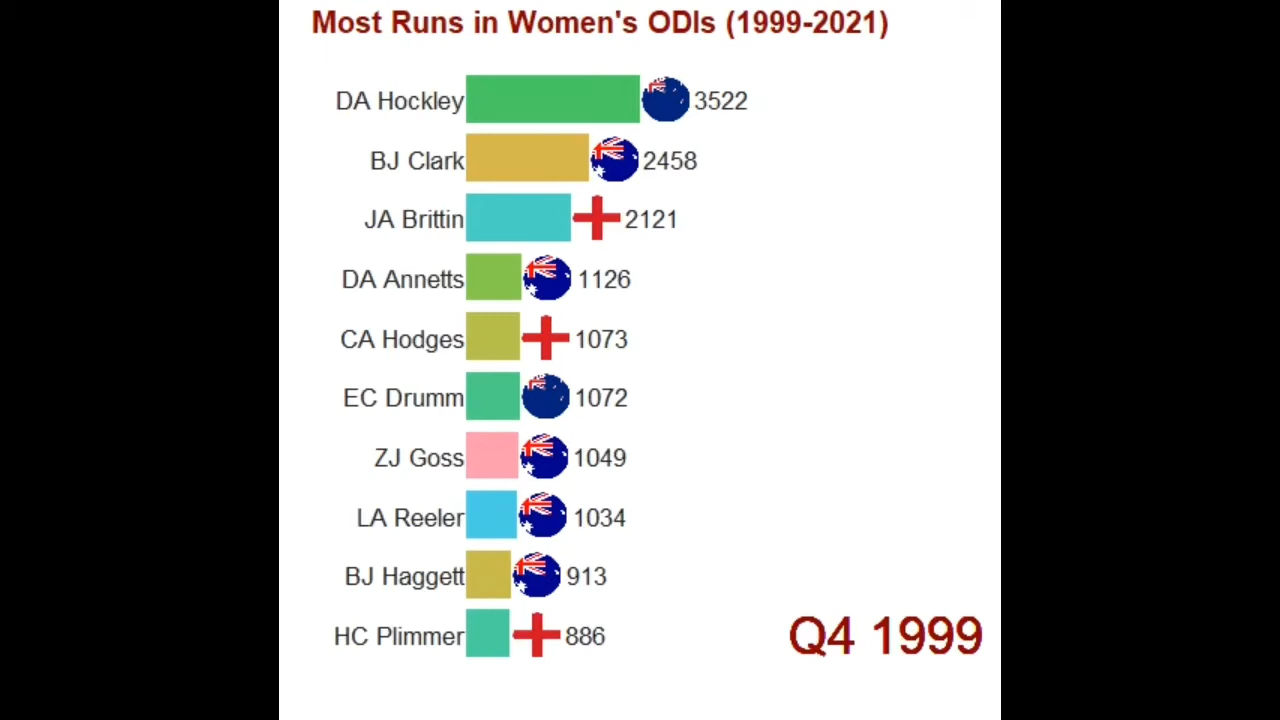 Most Runs in Women's ODIs (1999-2021)
DA Hockley 3522
BJ Clark 2458
JA Brittin 2121
DA Annetts 1126
CA Hodges 1073
EC Drumm 1072
ZJ Goss 1049
LA Reeler 1034
BJ Haggett 913
HC Plimmer 886
Q4 1999